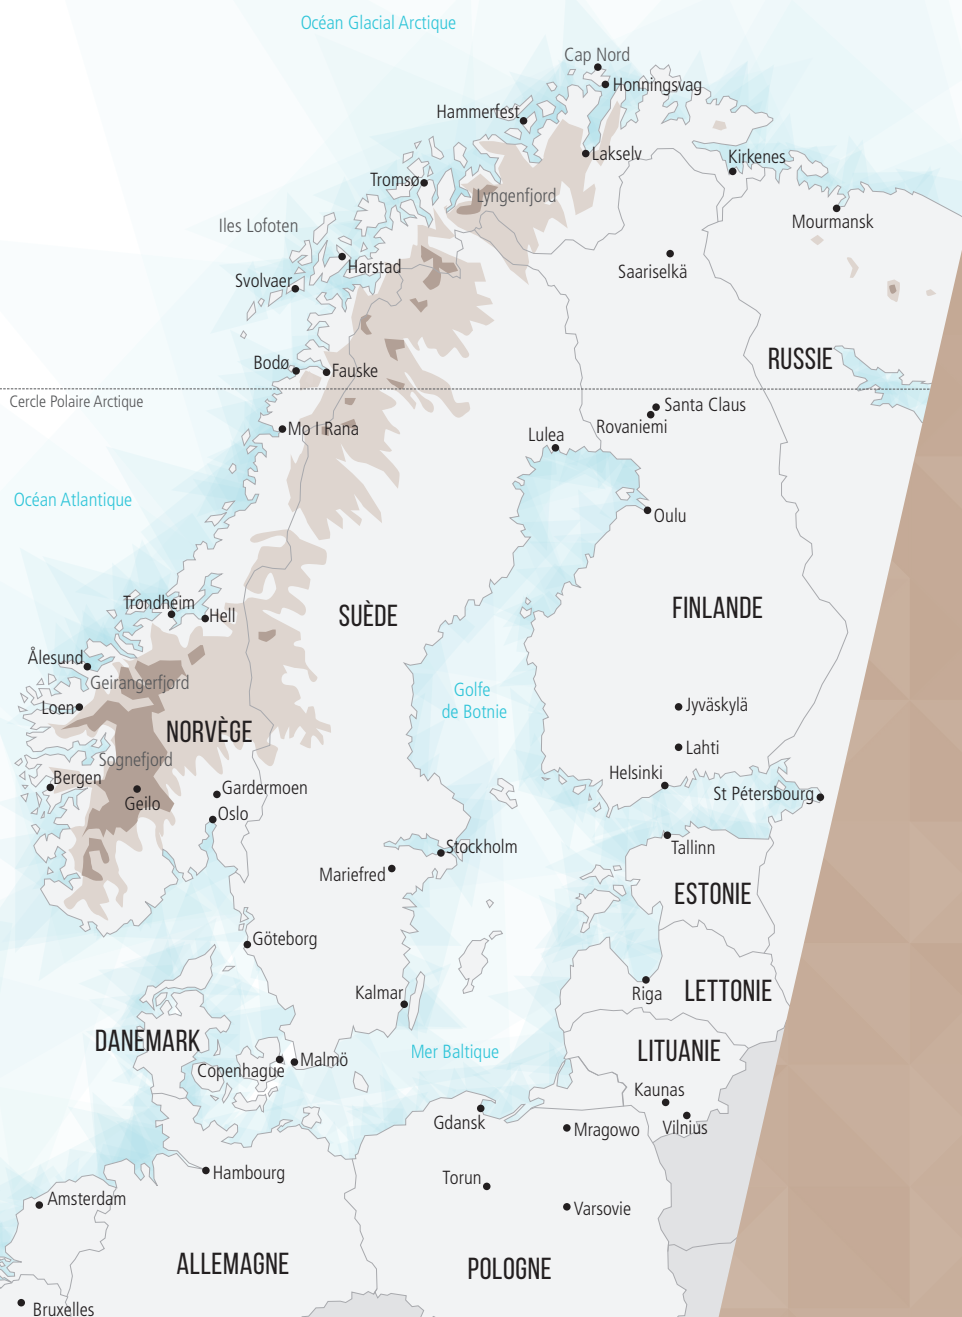 Océan Glacial Arctique
Cap Nord
Honningsvag
Hammerfest
Lakselv
Kirkenes
Tromsø
Lyngenfjord
Mourmansk
Iles Lofoten
Harstad
Saariselkä
Svolvaer
RUSSIE
Bodø
Fauske
Cercle Polaire Arctique
Santa Claus
Rovaniemi
Mo I Rana
Lulea
Océan Atlantique
Oulu
Trondheim
Hell
SUÈDE
FINLANDE
Ålesund
Geirangerfjord
Golfe
de Botnie
Loen
Jyväskylä
NORVÈGE
Lahti
Sognefjord
Bergen
Helsinki
Gardermoen
St Pétersbourg
Geilo
Oslo
Stockholm
Tallinn
Mariefred
ESTONIE
Göteborg
Kalmar
Riga
LETTONIE
DANEMARK
Mer Baltique
LITUANIE
Malmö
Copenhague
Kaunas
Gdansk
Mragowo
Vilnius
Hambourg
Torun
Amsterdam
Varsovie
ALLEMAGNE
POLOGNE
Bruxelles